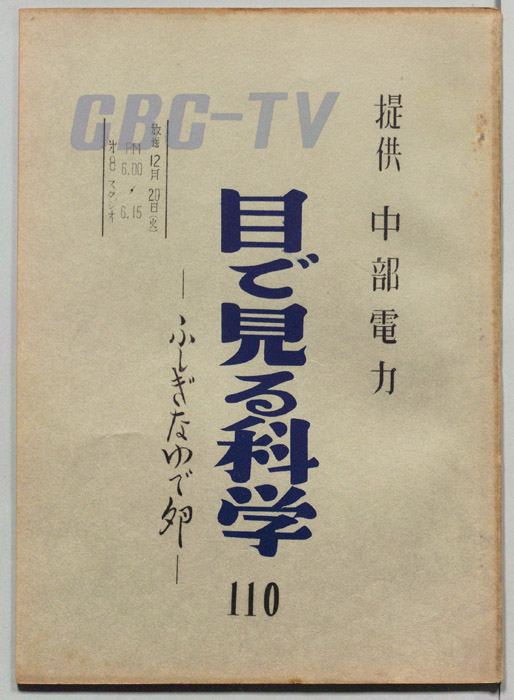 CBC-TV
提供 中部電力
目で見る科学
110
―ふしぎなゆで卵―
放送12月20日(火)
PM 6.00〃6.15
オ8スタジオ